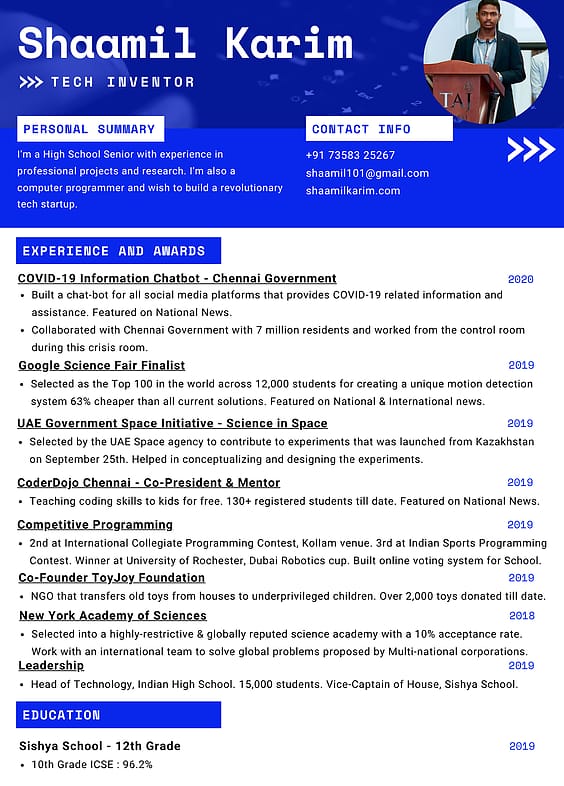 Shaamil Karim
TECH INVENTOR
TAJ
PERSONAL SUMMARY
I'm a High School Senior with experience in
professional projects and research. I'm also a
computer programmer and wish to build a revolutionary
tech startup.
CONTACT INFO
+91 73583 25267
shaamil101@gmail.com
shaamilkarim.com
EXPERIENCE AND AWARDS
COVID-19 Information Chatbot - Chennai Government 2020
• Built a chat-bot for all social media platforms that provides COVID-19 related information and
assistance. Featured on National News.
• Collaborated with Chennai Government with 7 million residents and worked from the control room
during this crisis room.
Google Science Fair Finalist 2019
• Selected as the Top 100 in the world across 12,000 students for creating a unique motion detection
system 63% cheaper than all current solutions. Featured on National & International news.
UAE Government Space Initiative - Science in Space 2019
• Selected by the UAE Space agency to contribute to experiments that was launched from Kazakhstan
on September 25th. Helped in conceptualizing and designing the experiments.
CoderDojo Chennai - Co-President & Mentor 2019
• Teaching coding skills to kids for free. 130+ registered students till date. Featured on National News.
Competitive Programming 2019
• 2nd at International Collegiate Programming Contest, Kollam venue. 3rd at Indian Sports Programming
Contest. Winner at University of Rochester, Dubai Robotics cup. Built online voting system for School.
Co-Founder ToyJoy Foundation 2019
• NGO that transfers old toys from houses to underprivileged children. Over 2,000 toys donated till date.
New York Academy of Sciences 2018
• Selected into a highly-restrictive & globally reputed science academy with a 10% acceptance rate.
Work with an international team to solve global problems proposed by Multi-national corporations.
Leadership 2019
• Head of Technology, Indian High School. 15,000 students. Vice-Captain of House, Sishya School.
EDUCATION
Sishya School - 12th Grade 2019
• 10th Grade ICSE : 96.2%